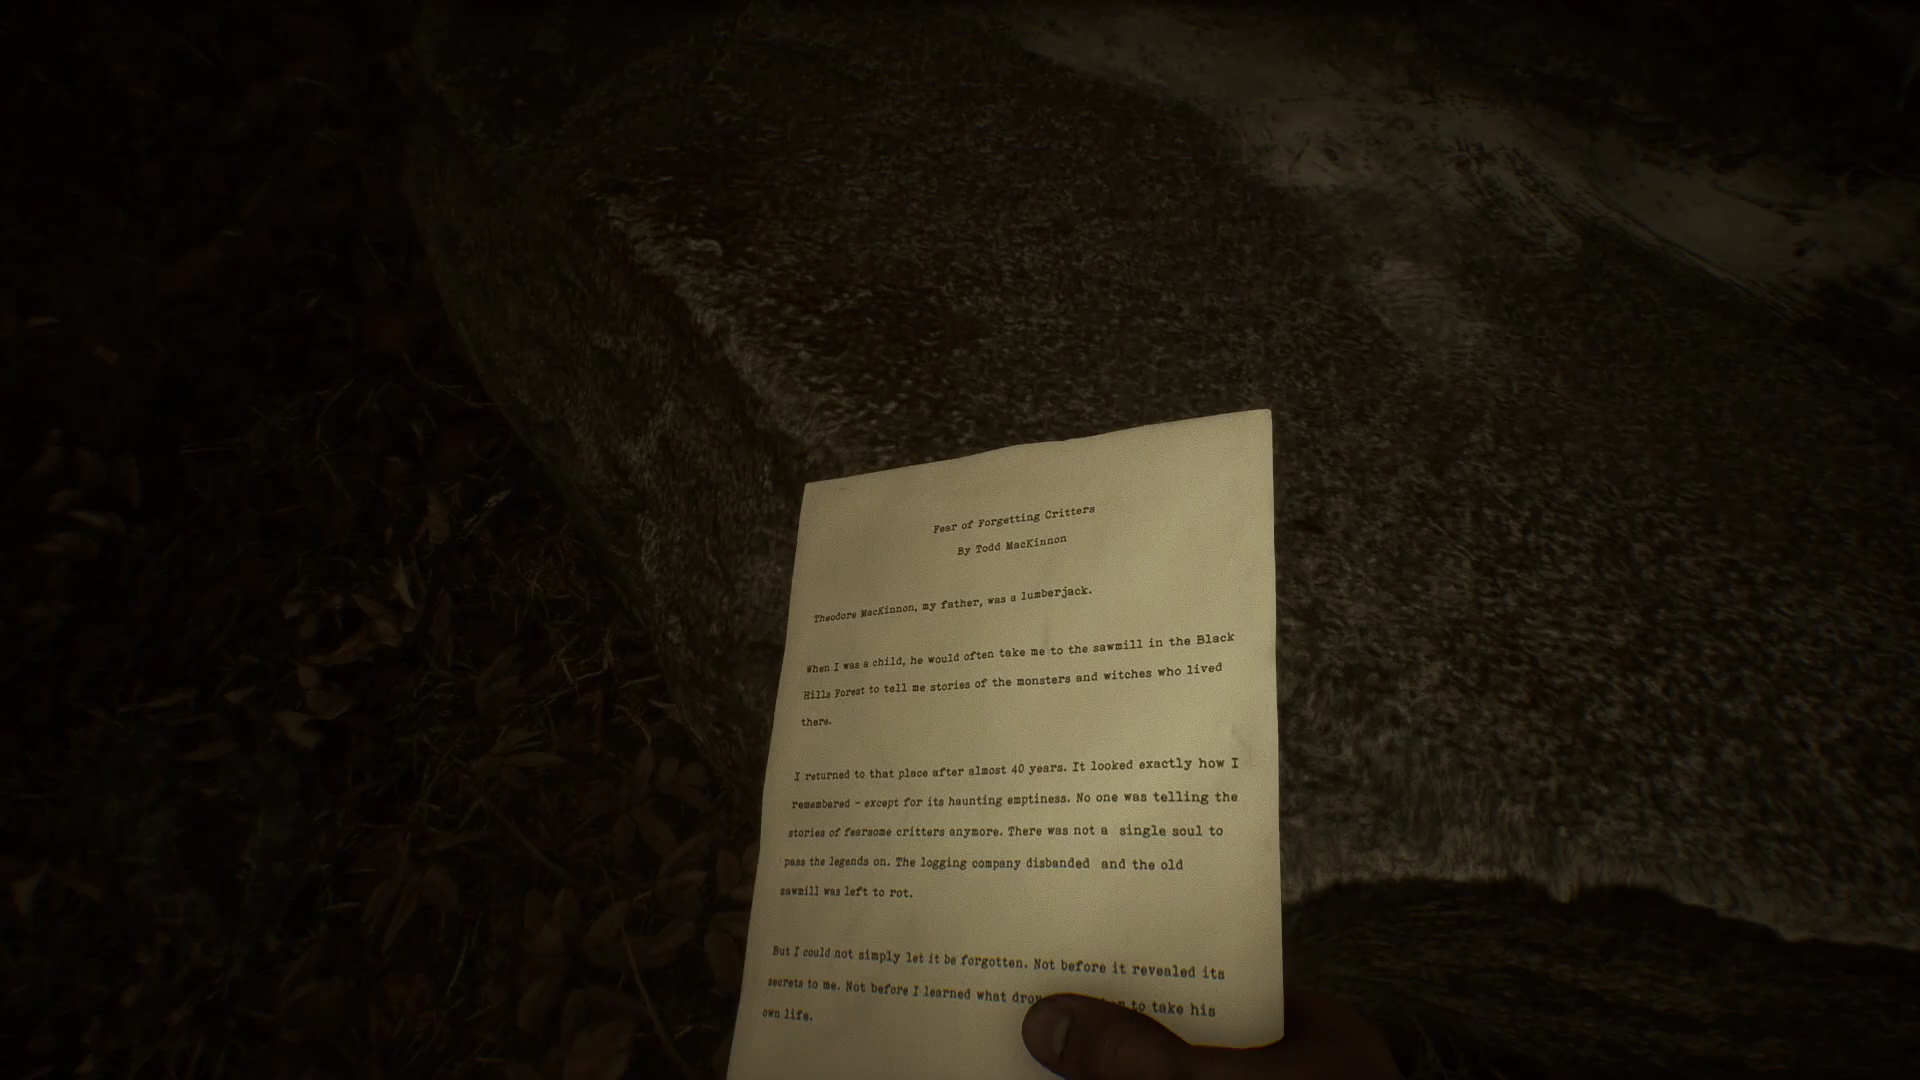 Fear of Forgetting Critters
By Todd MacKinnon
Theodore MacKinnon, my father, was a lumberjack.
When I was a child, he would often take me to the sawmill in the Black
Hills Forest to tell me stories of the monsters and witches who lived
there.
I returned to that place after almost 40 years. It looked exactly how I
remembered - except for its haunting emptiness. No one was telling the
stories of fearsome critters anymore. There was not a single soul to
pass the legends on. The logging company disbanded and the old
sawmill was left to rot.
But I could not simply let it be forgotten. Not before it revealed its
secrets to me. Not before I learned what to take his
own life.